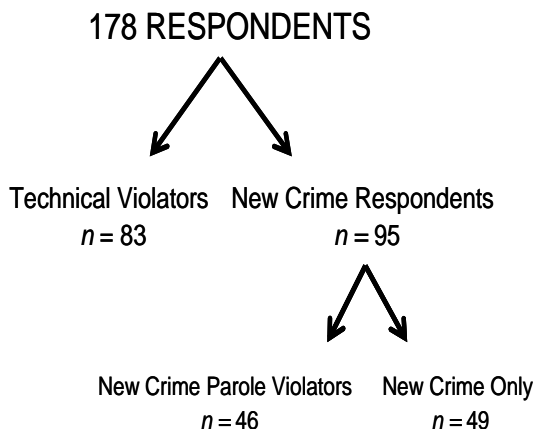 178 RESPONDENTS
Technical Violators New Crime Respondents
n = 83 n = 95
New Crime Parole Violators New Crime Only
n = 46 n = 49